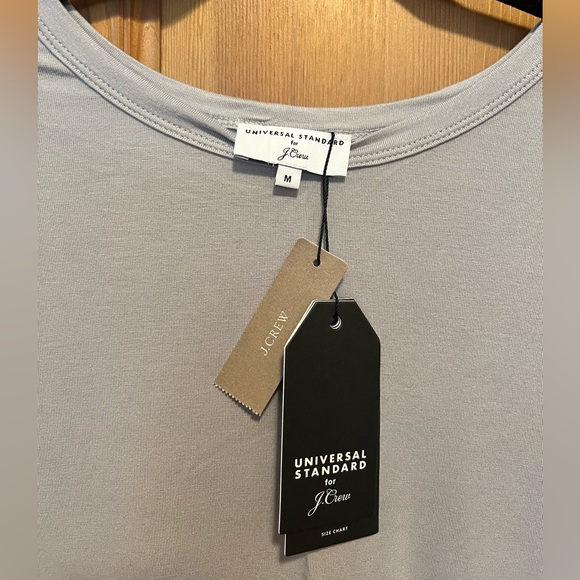 UNIVERSAL STANDARD
for
J.Crew
M
J.CREW
UNIVERSAL
STANDARD
for
J.Crew
SIZE CHART